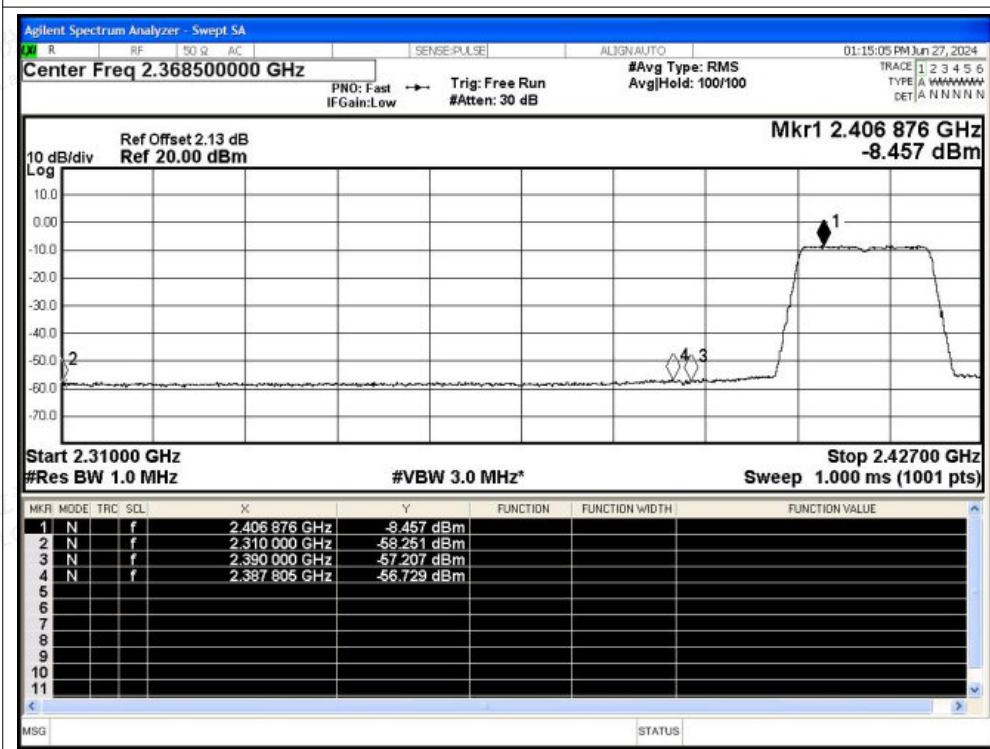 Agilent Spectrum Analyzer - Swept SA
LXI R RF 50 Ω AC SENSE:PULSE ALIGN AUTO 01:15:05 PM Jun 27, 2024
Center Freq 2.368500000 GHz
PNO: Fast Trig: Free Run #Avg Type: RMS TRACE 1 2 3 4 5 6
IFGain:Low #Atten: 30 dB Avg|Hold: 100/100 TYPE A WWWWW
DET A N N N N N
Ref Offset 2.13 dB Mkr1 2.406 876 GHz
10 dB/div Ref 20.00 dBm -8.457 dBm
Log
10.0
0.00
1
-10.0
-20.0
-30.0
-40.0
-50.0 2 4 3
-60.0
-70.0
Start 2.31000 GHz Stop 2.42700 GHz
#Res BW 1.0 MHz #VBW 3.0 MHz* Sweep 1.000 ms (1001 pts)
MKR MODE TRC SCL X Y FUNCTION FUNCTION WIDTH FUNCTION VALUE
1 N f 2.406 876 GHz -8.457 dBm
2 N f 2.310 000 GHz -58.251 dBm
3 N f 2.390 000 GHz -57.207 dBm
4 N f 2.387 805 GHz -56.729 dBm
5
6
7
8
9
10
11
MSG STATUS